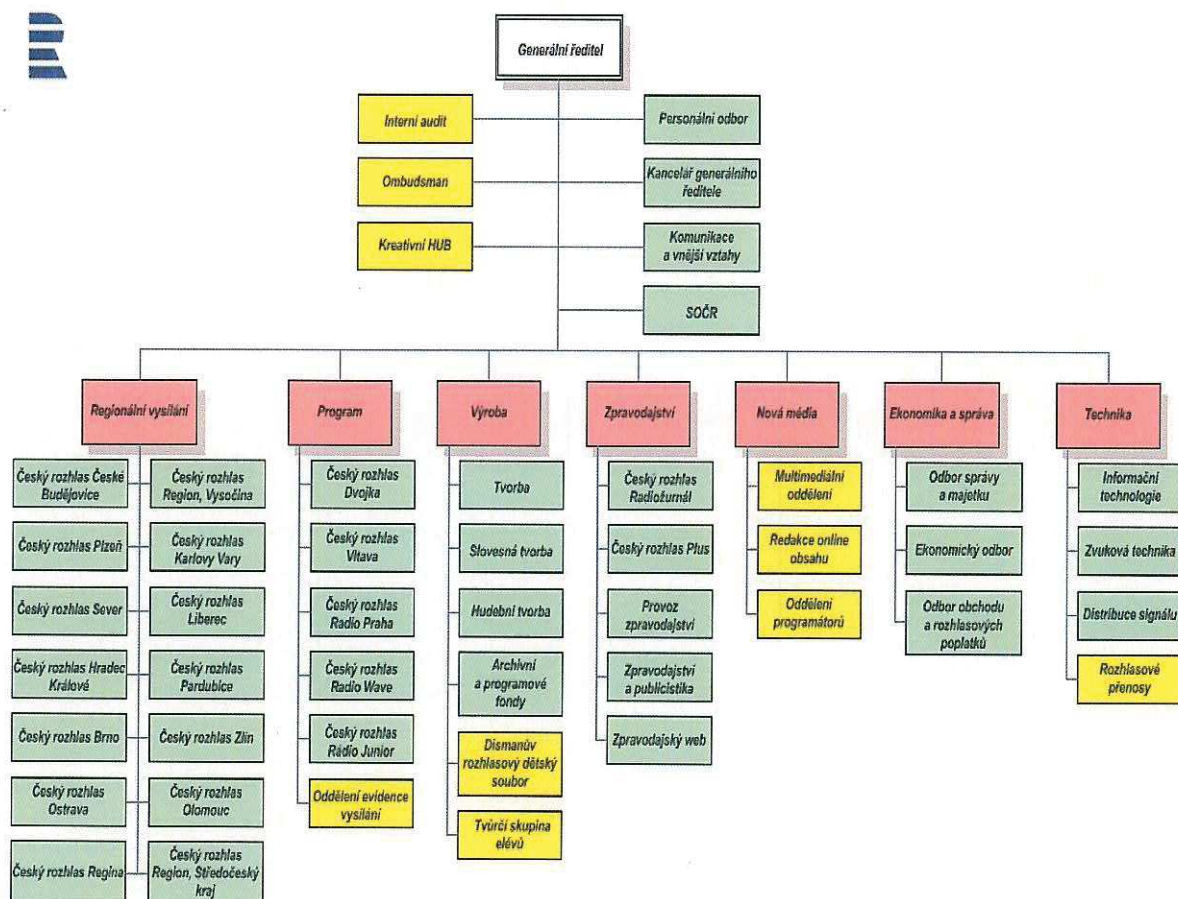 Generální ředitel
Interní audit
Personální odbor
Ombudsman
Kancelář generálního
ředitele
Kreativní HUB
Komunikace
a vnější vztahy
SOČR
Regionální vysílání
Program
Výroba
Zpravodajství
Nová média
Ekonomika a správa
Technika
Český rozhlas České
Budějovice
Český rozhlas
Region, Vysočina
Český rozhlas Plzeň
Český rozhlas
Karlovy Vary
Český rozhlas Sever
Český rozhlas
Liberec
Český rozhlas Hradec
Králové
Český rozhlas
Pardubice
Český rozhlas Brno
Český rozhlas Zlín
Český rozhlas
Ostrava
Český rozhlas
Olomouc
Český rozhlas Regina
Český rozhlas
Region, Středočeský
kraj
Český rozhlas
Dvojka
Český rozhlas
Vltava
Český rozhlas
Radio Praha
Český rozhlas
Radio Wave
Český rozhlas
Rádio Junior
Oddělení evidence
vysílání
Tvorba
Slovesná tvorba
Hudební tvorba
Archivní
a programové
fondy
Dismanův
rozhlasový dětský
soubor
Tvůrčí skupina
elévů
Český rozhlas
Radiožurnál
Český rozhlas Plus
Provoz
zpravodajství
Zpravodajství
a publicistika
Zpravodajský web
Multimediální
oddělení
Redakce online
obsahu
Oddělení
programátorů
Odbor správy
a majetku
Ekonomický odbor
Odbor obchodu
a rozhlasových
poplatků
Informační
technologie
Zvuková technika
Distribuce signálu
Rozhlasové
přenosy